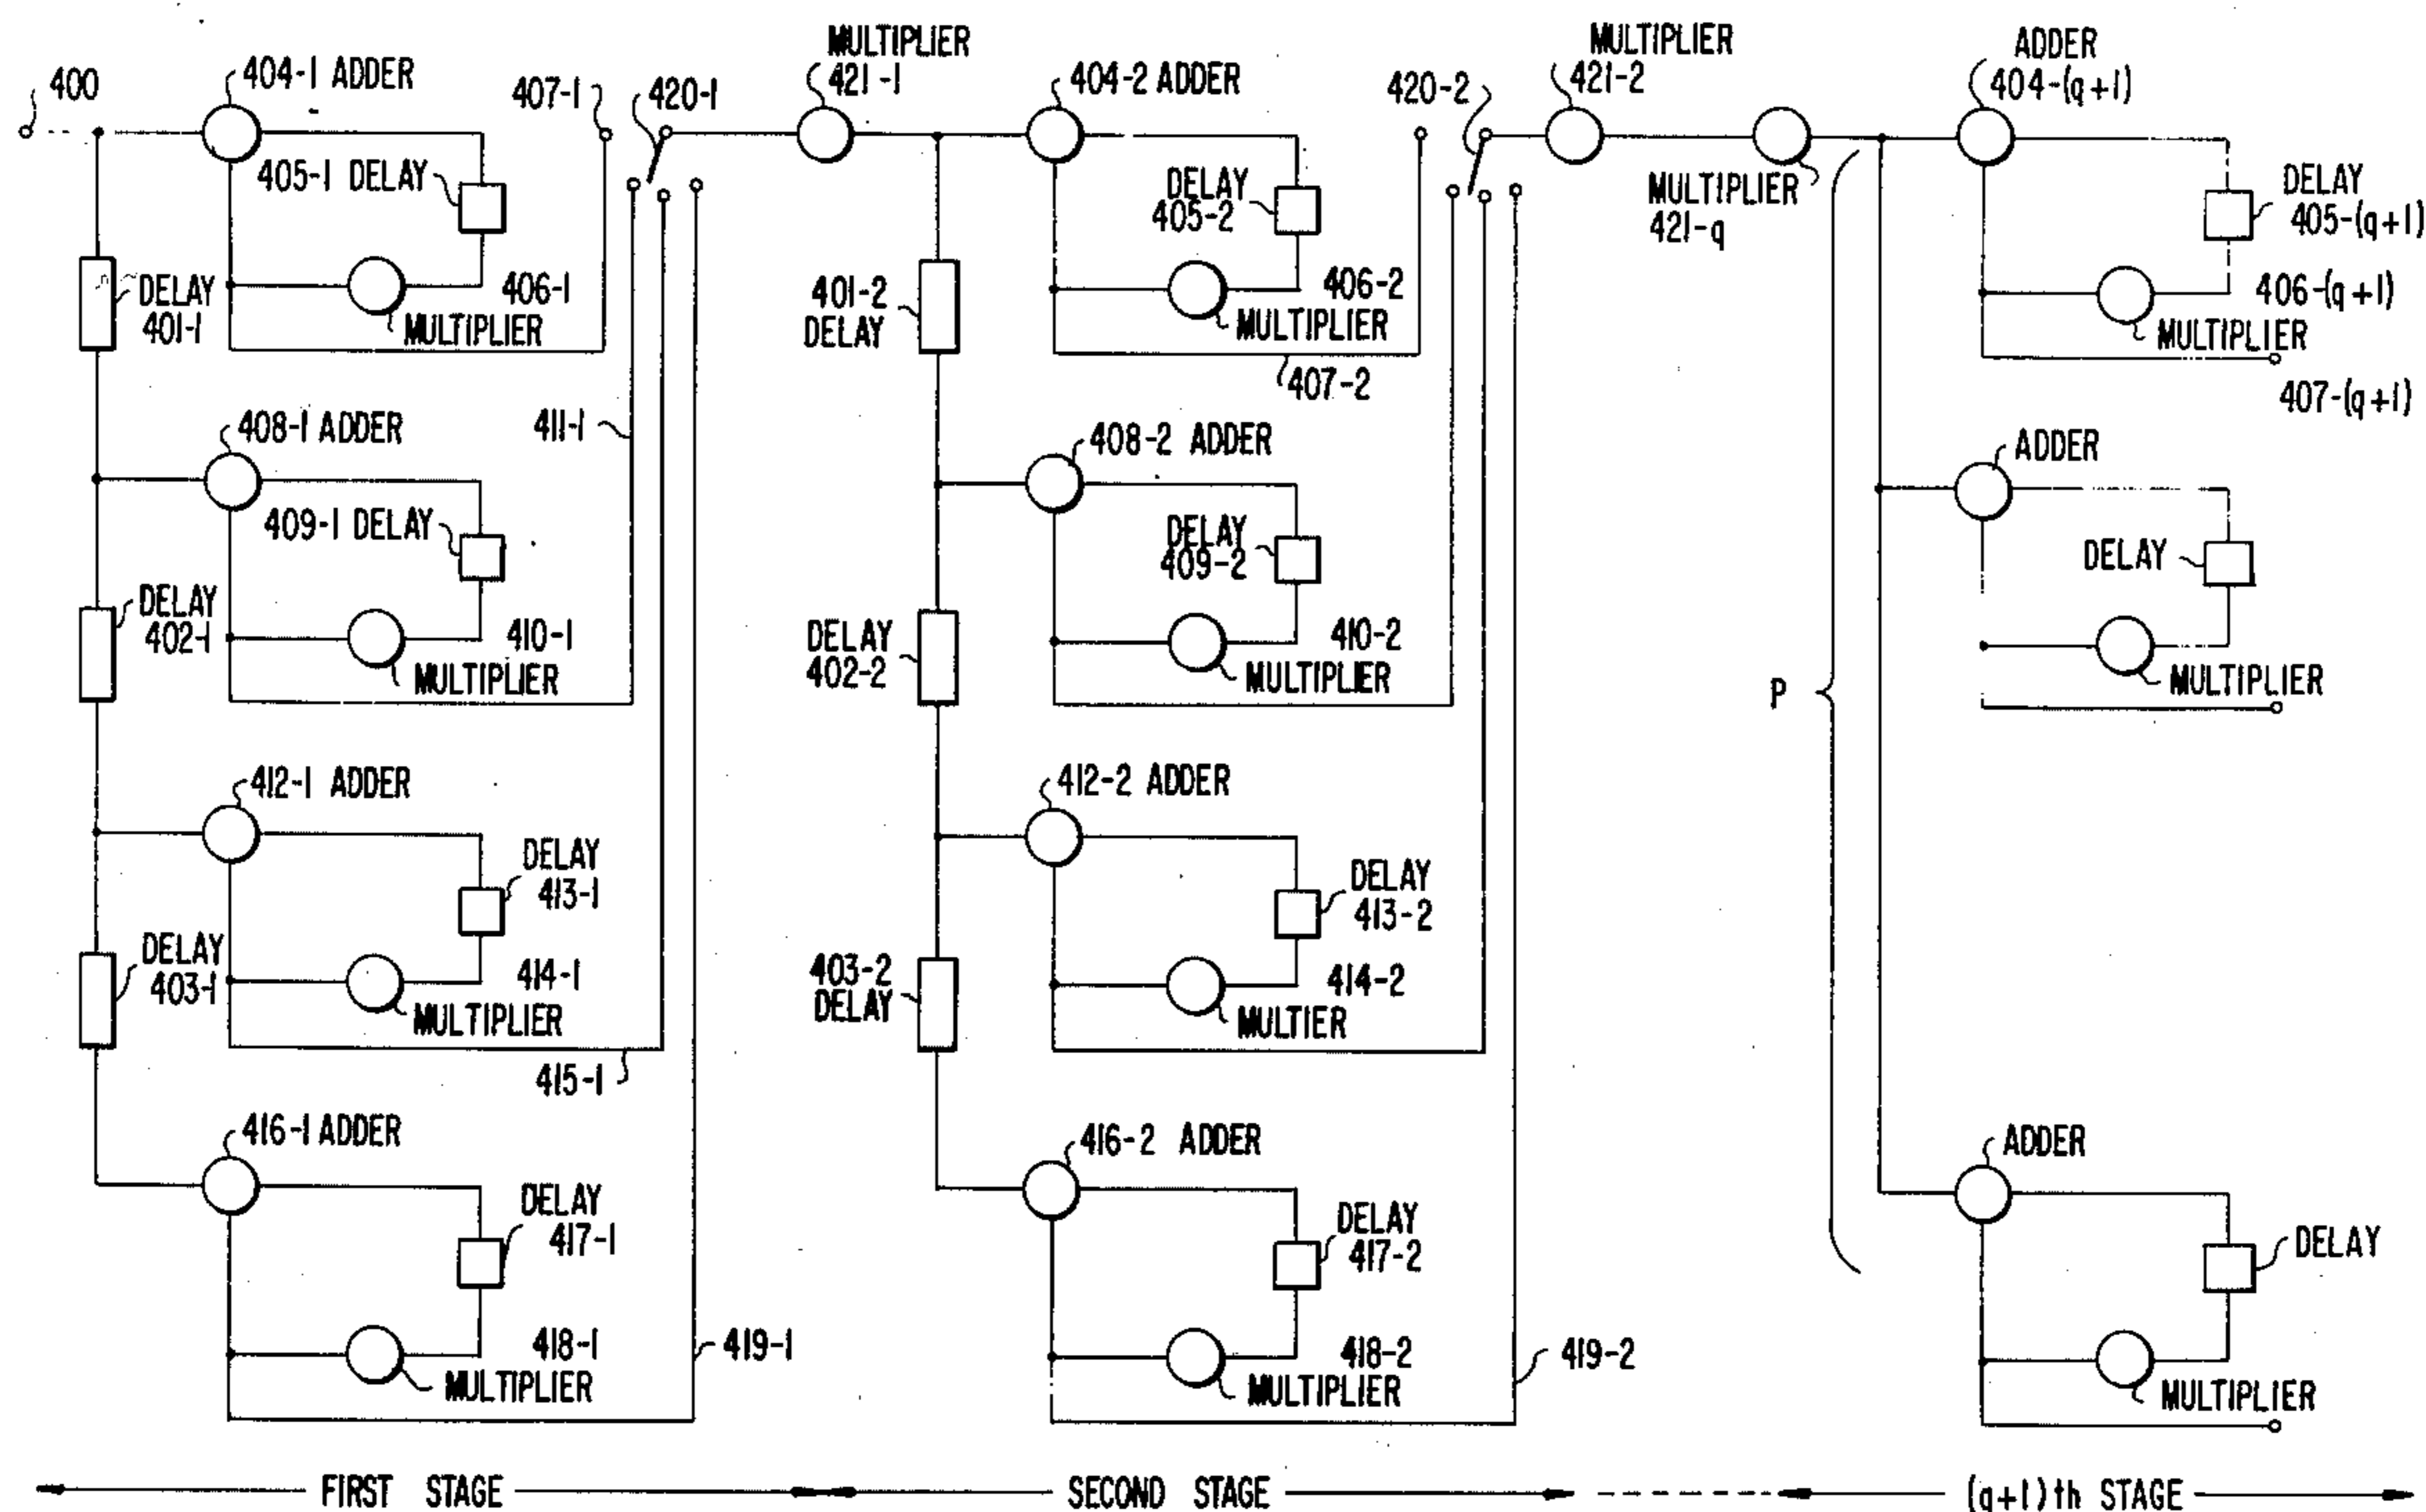 400
404-1 ADDER
405-1 DELAY
407-1
420-1
MULTIPLIER
421-1
404-2 ADDER
DELAY
405-2
420-2
MULTIPLIER
421-2
MULTIPLIER
421-q
ADDER
404-(q+1)
DELAY
405-(q+1)
DELAY
401-1
406-1
MULTIPLIER
401-2
DELAY
406-2
MULTIPLIER
407-2
406-(q+1)
MULTIPLIER
407-(q+1)
408-1 ADDER
411-1
409-1 DELAY
408-2 ADDER
DELAY
409-2
ADDER
DELAY
DELAY
402-1
410-1
MULTIPLIER
DELAY
402-2
410-2
MULTIPLIER
P
MULTIPLIER
412-1 ADDER
DELAY
413-1
412-2 ADDER
DELAY
413-2
DELAY
403-1
414-1
MULTIPLIER
415-1
403-2
DELAY
414-2
MULTIER
416-1 ADDER
DELAY
417-1
416-2 ADDER
DELAY
417-2
ADDER
DELAY
418-1
MULTIPLIER
419-1
418-2
MULTIPLIER
419-2
MULTIPLIER
FIRST STAGE
SECOND STAGE
(q+1)th STAGE